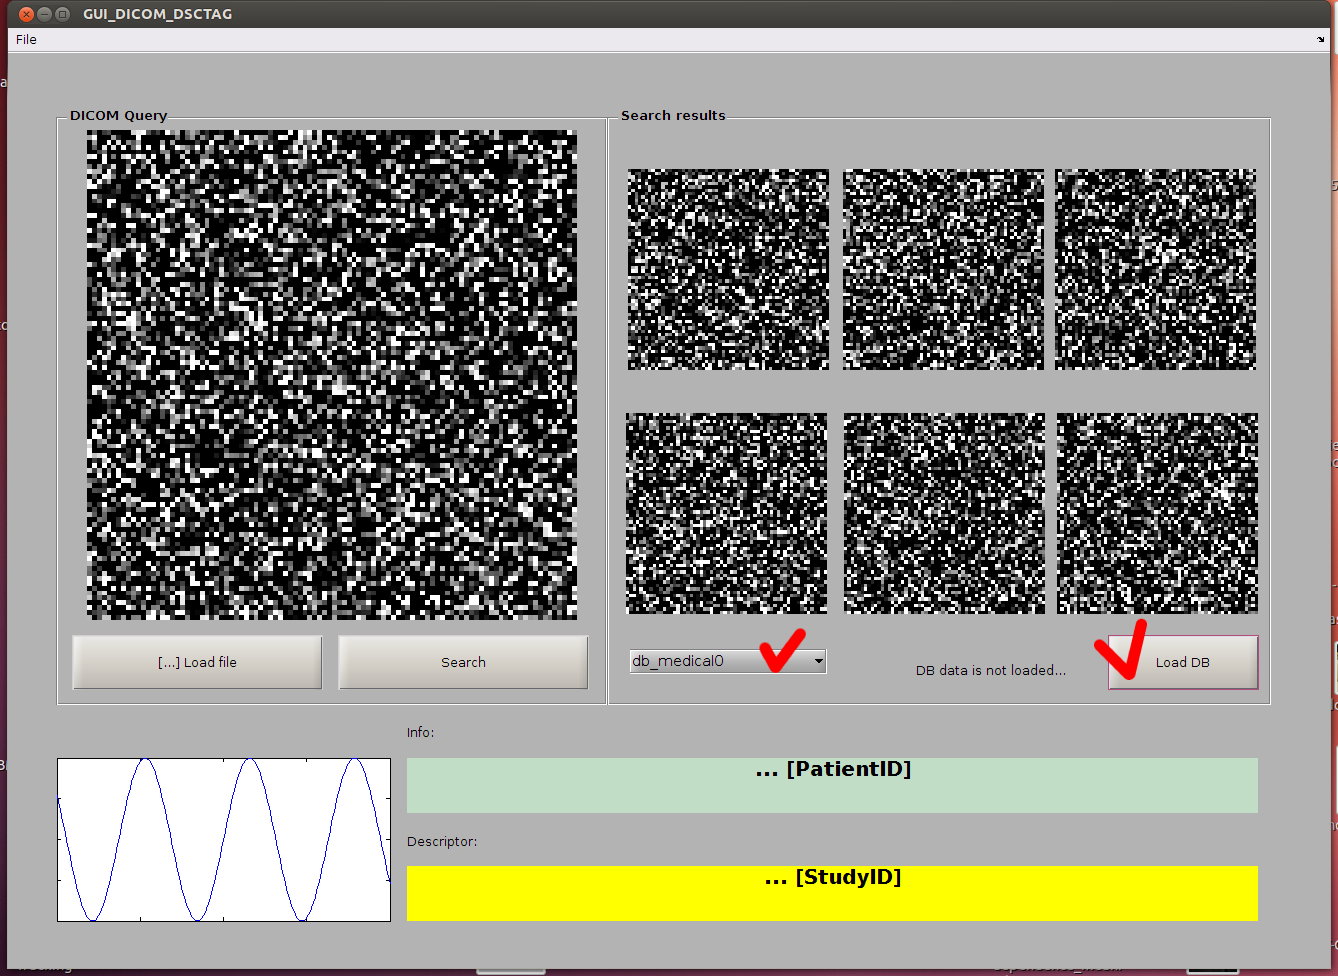 GUI_DICOM_DSCTAG
File
DICOM Query
Search results
[...] Load file
Search
db_medical0
DB data is not loaded...
Load DB
Info:
... [PatientID]
Descriptor:
... [StudyID]